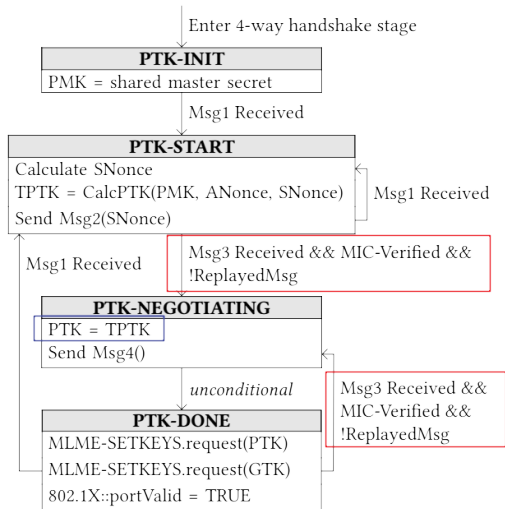 Enter 4-way handshake stage
PTK-INIT
PMK = shared master secret
Msg1 Received
PTK-START
Calculate SNonce
TPTK = CalcPTK(PMK, ANonce, SNonce)
Send Msg2(SNonce)
Msg1 Received
Msg1 Received
Msg3 Received && MIC-Verified &&
!ReplayedMsg
PTK-NEGOTIATING
PTK = TPTK
Send Msg4()
unconditional
Msg3 Received &&
MIC-Verified &&
!ReplayedMsg
PTK-DONE
MLME-SETKEYS.request(PTK)
MLME-SETKEYS.request(GTK)
802.1X::portValid = TRUE